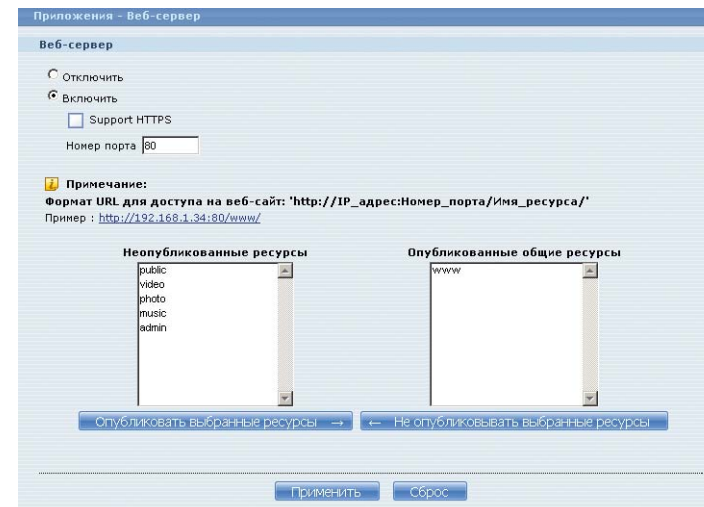 Приложения - Веб-сервер
Веб-сервер
Отключить
Включить
Support HTTPS
Номер порта 80
Примечание:
Формат URL для доступа на веб-сайт: 'http://IP_адрес:Номер_порта/Имя_ресурса/'
Пример : http://192.168.1.34:80/www/
Неопубликованные ресурсы
public
video
photo
music
admin
Опубликованные общие ресурсы
www
Опубликовать выбранные ресурсы →
← Не опубликовывать выбранные ресурсы
Применить
Сброс